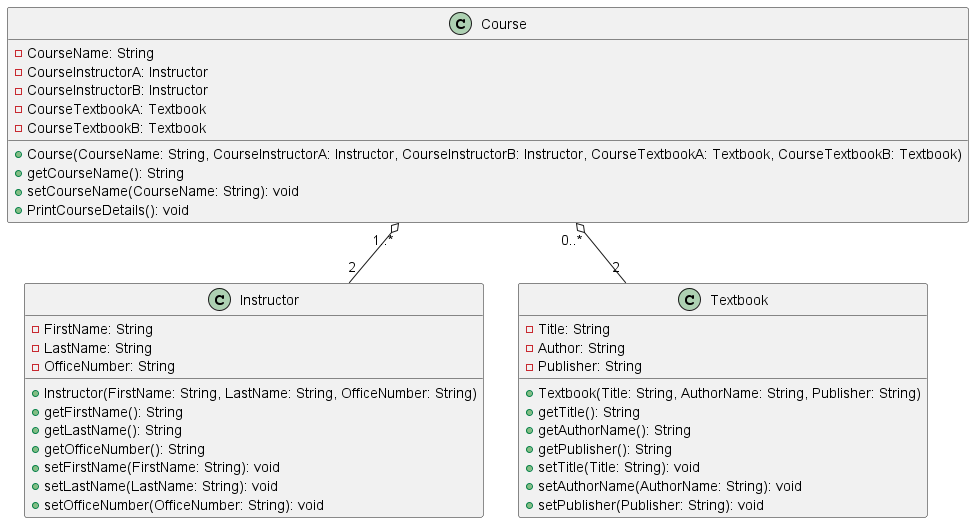 C Course
CourseName: String
CourseInstructorA: Instructor
CourseInstructorB: Instructor
CourseTextbookA: Textbook
CourseTextbookB: Textbook
Course(CourseName: String, CourseInstructorA: Instructor, CourseInstructorB: Instructor, CourseTextbookA: Textbook, CourseTextbookB: Textbook)
getCourseName(): String
setCourseName(CourseName: String): void
PrintCourseDetails(): void
1..* 0..*
2 2
C Instructor
FirstName: String
LastName: String
OfficeNumber: String
Instructor(FirstName: String, LastName: String, OfficeNumber: String)
getFirstName(): String
getLastName(): String
getOfficeNumber(): String
setFirstName(FirstName: String): void
setLastName(LastName: String): void
setOfficeNumber(OfficeNumber: String): void
C Textbook
Title: String
Author: String
Publisher: String
Textbook(Title: String, AuthorName: String, Publisher: String)
getTitle(): String
getAuthorName(): String
getPublisher(): String
setTitle(Title: String): void
setAuthorName(AuthorName: String): void
setPublisher(Publisher: String): void